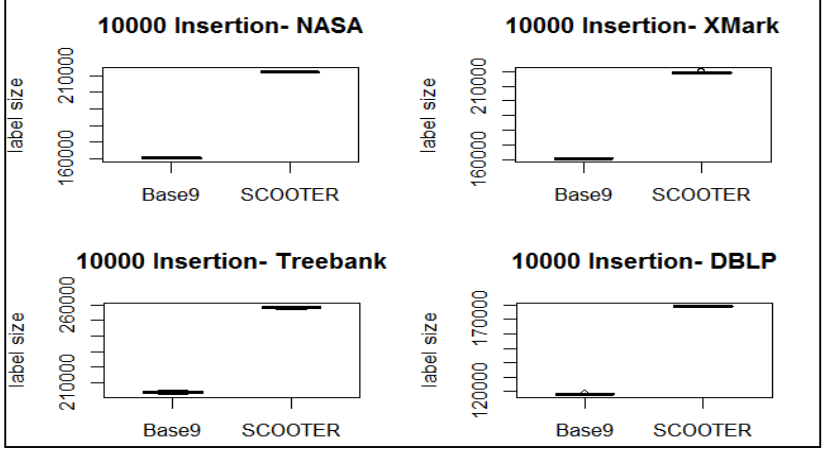 10000 Insertion- NASA
label size
210000
160000
Base9 SCOOTER
10000 Insertion- XMark
label size
210000
160000
Base9 SCOOTER
10000 Insertion- Treebank
label size
260000
210000
Base9 SCOOTER
10000 Insertion- DBLP
label size
170000
120000
Base9 SCOOTER